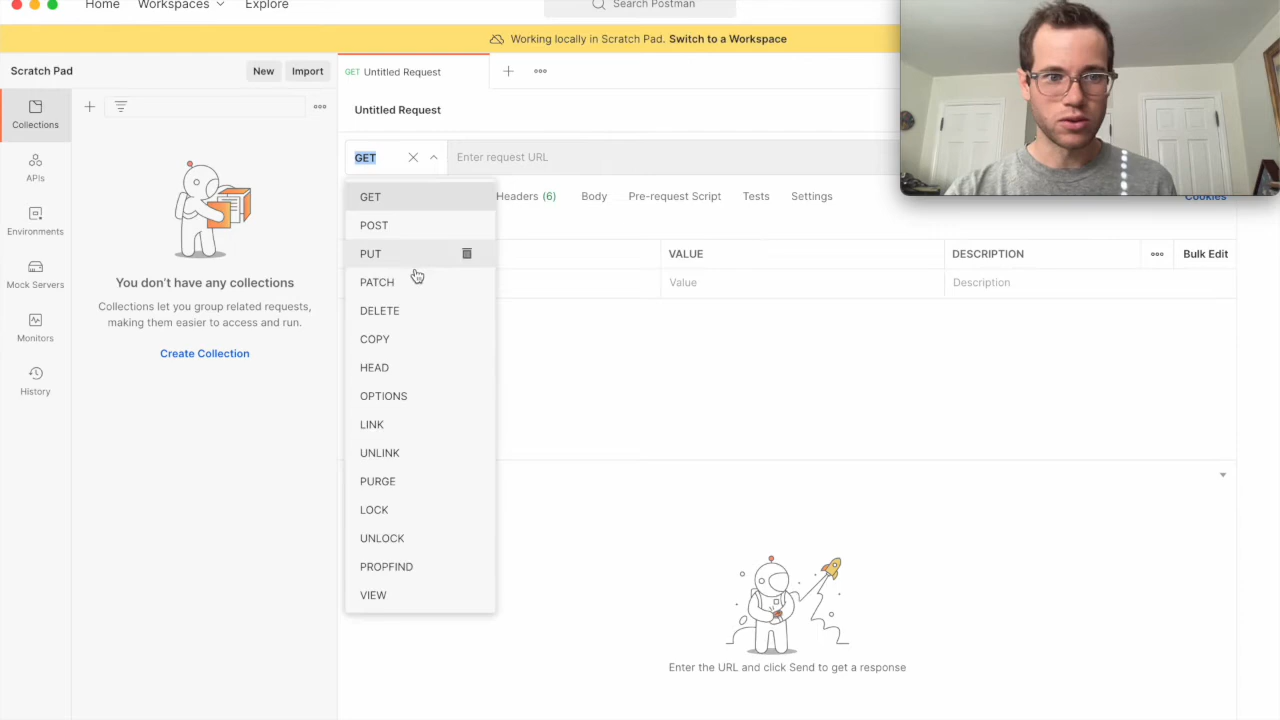 Home Workspaces Explore Search Postman
Working locally in Scratch Pad. Switch to a Workspace
Scratch Pad New Import
GET Untitled Request
Collections
APIs
Environments
Mock Servers
Monitors
History
You don't have any collections
Collections let you group related requests,
making them easier to access and run.
Create Collection
Untitled Request
GET Enter request URL
Headers (6) Body Pre-request Script Tests Settings Cookies
VALUE DESCRIPTION Bulk Edit
Value Description
GET
POST
PUT
PATCH
DELETE
COPY
HEAD
OPTIONS
LINK
UNLINK
PURGE
LOCK
UNLOCK
PROPFIND
VIEW
Enter the URL and click Send to get a response